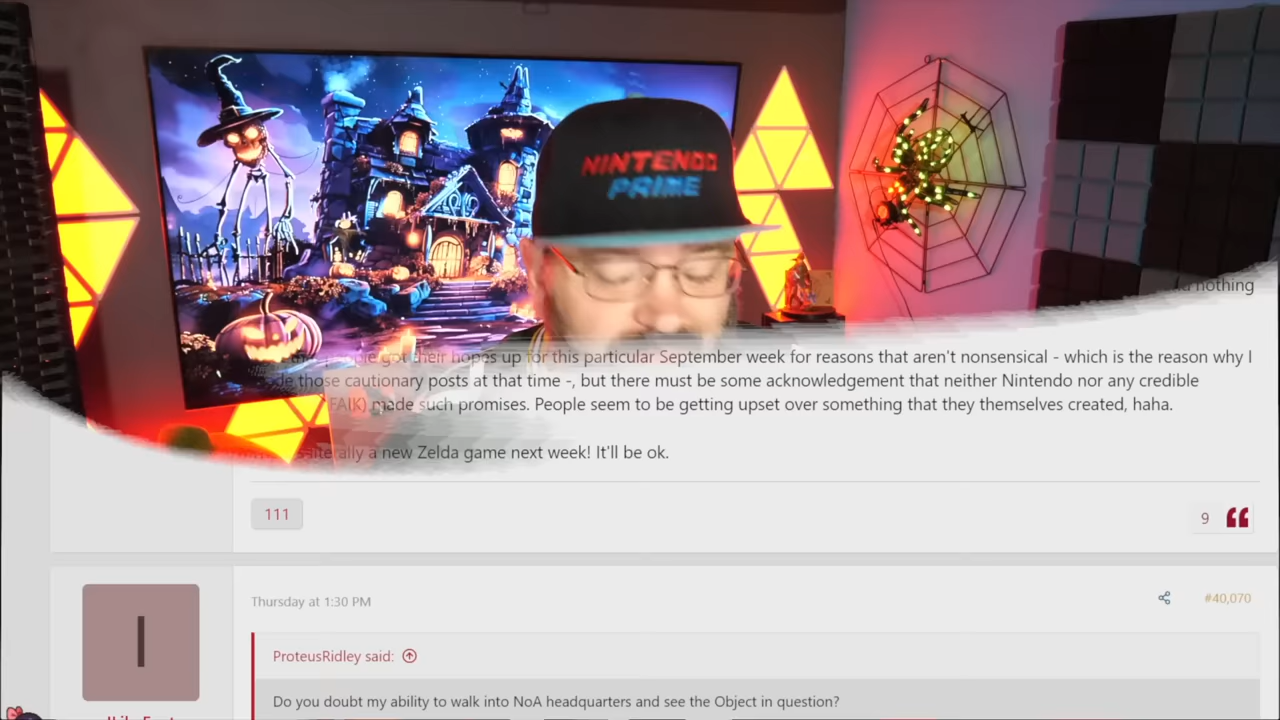 NINTENDO
PRIME
nothing
got their hopes up for this particular September week for reasons that aren't nonsensical - which is the reason why I
those cautionary posts at that time -, but there must be some acknowledgement that neither Nintendo nor any credible
made such promises. People seem to be getting upset over something that they themselves created, haha.
a new Zelda game next week! It'll be ok.
111
9
I
Thursday at 1:30 PM
#40,070
ProteusRidley said:
Do you doubt my ability to walk into NoA headquarters and see the Object in question?